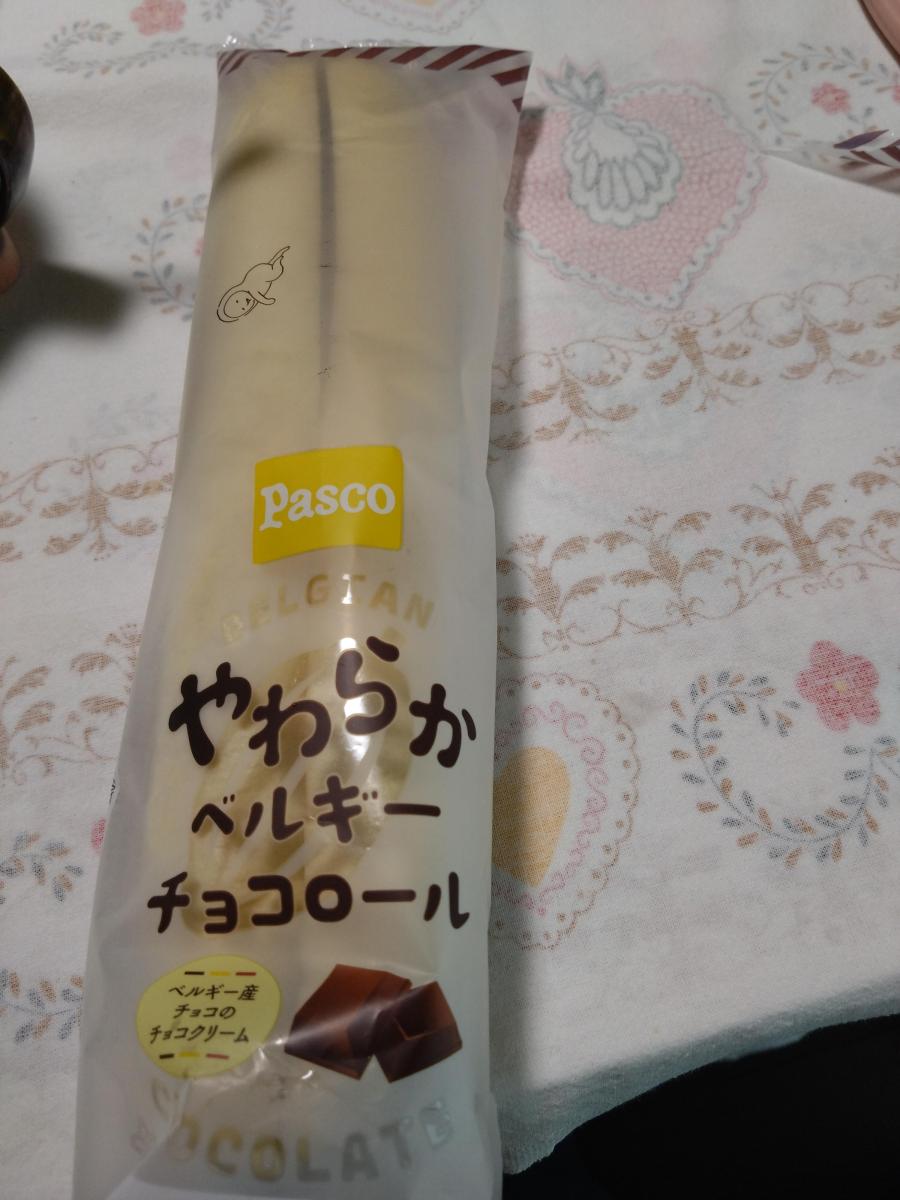 Pasco
BELGIAN
やわらか
ベルギー
チョコロール
ベルギー産
チョコの
チョコクリーム
CHOCOLATE